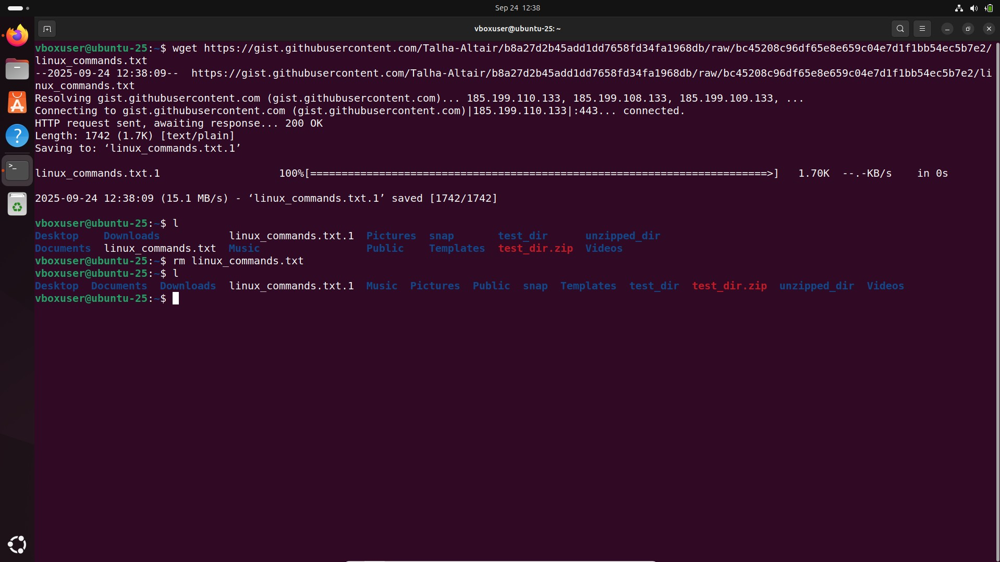 Sep 24 12:38
vboxuser@ubuntu-25: ~
vboxuser@ubuntu-25:~$ wget https://gist.githubusercontent.com/Talha-Altair/b8a27d2b45add1dd7658fd34fa1968db/raw/bc45208c96df65e8e659c04e7d1f1bb54ec5b7e2/
linux_commands.txt
--2025-09-24 12:38:09--  https://gist.githubusercontent.com/Talha-Altair/b8a27d2b45add1dd7658fd34fa1968db/raw/bc45208c96df65e8e659c04e7d1f1bb54ec5b7e2/li
nux_commands.txt
Resolving gist.githubusercontent.com (gist.githubusercontent.com)... 185.199.110.133, 185.199.108.133, 185.199.109.133, ...
Connecting to gist.githubusercontent.com (gist.githubusercontent.com)|185.199.110.133|:443... connected.
HTTP request sent, awaiting response... 200 OK
Length: 1742 (1.7K) [text/plain]
Saving to: ‘linux_commands.txt.1’
linux_commands.txt.1                   100%[=========================================================================>]   1.70K  --.-KB/s    in 0s
2025-09-24 12:38:09 (15.1 MB/s) - ‘linux_commands.txt.1’ saved [1742/1742]
vboxuser@ubuntu-25:~$ l
Desktop    Downloads           linux_commands.txt.1  Pictures  snap       test_dir      unzipped_dir
Documents  linux_commands.txt  Music                 Public    Templates  test_dir.zip  Videos
vboxuser@ubuntu-25:~$ rm linux_commands.txt
vboxuser@ubuntu-25:~$ l
Desktop  Documents  Downloads  linux_commands.txt.1  Music  Pictures  Public  snap  Templates  test_dir  test_dir.zip  unzipped_dir  Videos
vboxuser@ubuntu-25:~$